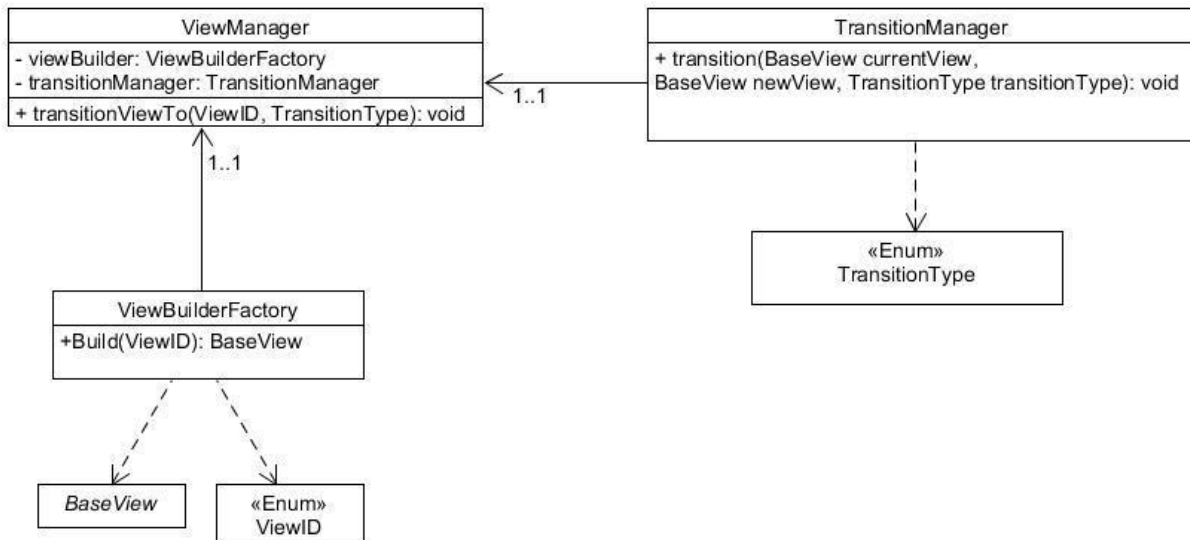 ViewManager
- viewBuilder: ViewBuilderFactory
- transitionManager: TransitionManager
+ transitionViewTo(ViewID, TransitionType): void
TransitionManager
+ transition(BaseView currentView,
BaseView newView, TransitionType transitionType): void
1..1
1..1
«Enum»
TransitionType
ViewBuilderFactory
+Build(ViewID): BaseView
BaseView
«Enum»
ViewID